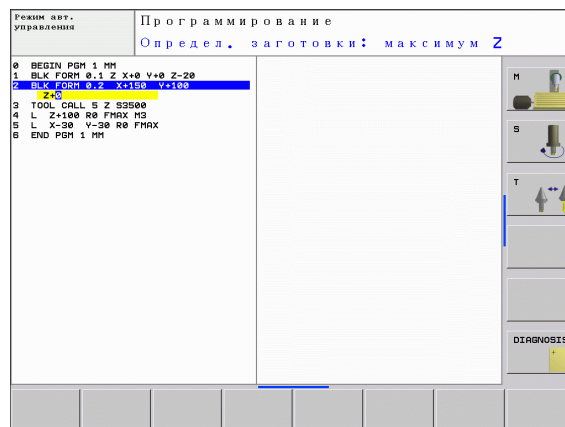 Режим авт.
управления
Программирование
Определ. заготовки: максимум Z
0 BEGIN PGM 1 MM
1 BLK FORM 0.1 Z X+0 Y+0 Z-20
2 BLK FORM 0.2 X+150 Y+100
Z+0
3 TOOL CALL 5 Z S3500
4 L Z+100 R0 FMAX M3
5 L X-30 Y-30 R0 FMAX
6 END PGM 1 MM
M
S
T
DIAGNOSIS